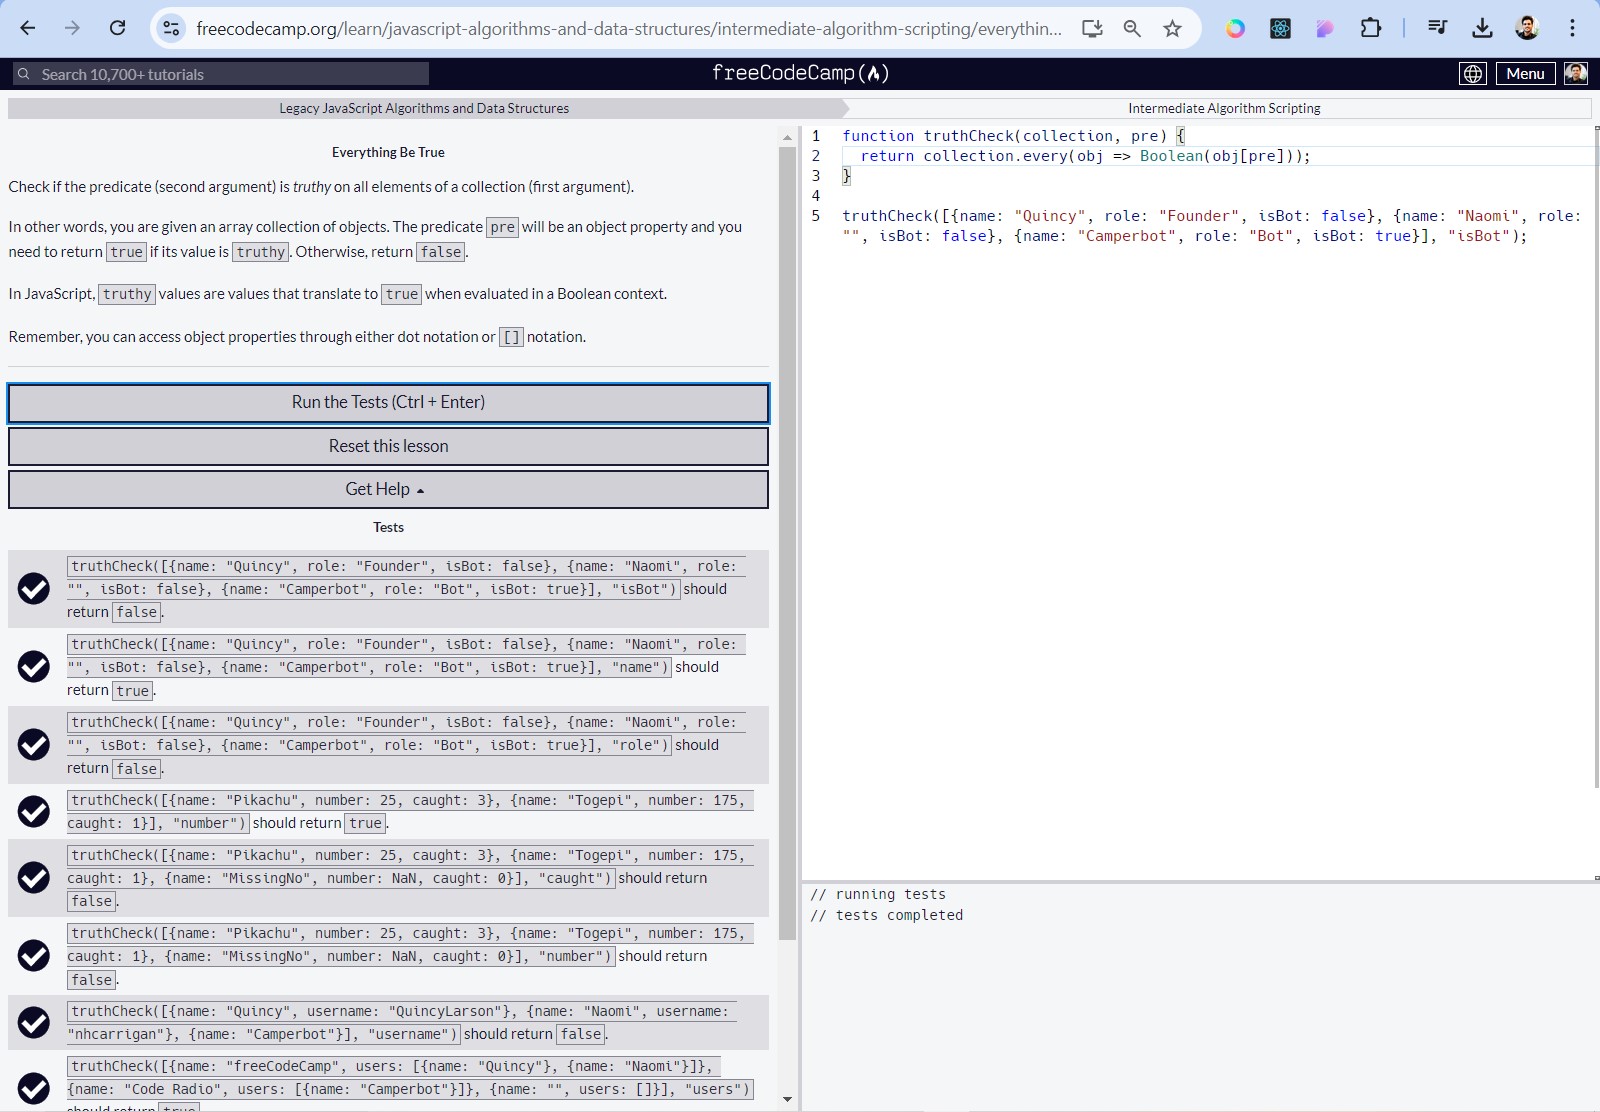 freecodecamp.org/learn/javascript-algorithms-and-data-structures/intermediate-algorithm-scripting/everythin...
Search 10,700+ tutorials
freeCodeCamp
Menu
Legacy JavaScript Algorithms and Data Structures
Intermediate Algorithm Scripting
Everything Be True
Check if the predicate (second argument) is truthy on all elements of a collection (first argument).
In other words, you are given an array collection of objects. The predicate pre will be an object property and you
need to return true if its value is truthy. Otherwise, return false.
In JavaScript, truthy values are values that translate to true when evaluated in a Boolean context.
Remember, you can access object properties through either dot notation or [] notation.
Run the Tests (Ctrl + Enter)
Reset this lesson
Get Help
Tests
truthCheck([{name: "Quincy", role: "Founder", isBot: false}, {name: "Naomi", role:
"", isBot: false}, {name: "Camperbot", role: "Bot", isBot: true}], "isBot") should
return false.
truthCheck([{name: "Quincy", role: "Founder", isBot: false}, {name: "Naomi", role:
"", isBot: false}, {name: "Camperbot", role: "Bot", isBot: true}], "name") should
return true.
truthCheck([{name: "Quincy", role: "Founder", isBot: false}, {name: "Naomi", role:
"", isBot: false}, {name: "Camperbot", role: "Bot", isBot: true}], "role") should
return false.
truthCheck([{name: "Pikachu", number: 25, caught: 3}, {name: "Togepi", number: 175,
caught: 1}], "number") should return true.
truthCheck([{name: "Pikachu", number: 25, caught: 3}, {name: "Togepi", number: 175,
caught: 1}, {name: "MissingNo", number: NaN, caught: 0}], "caught") should return
false.
truthCheck([{name: "Pikachu", number: 25, caught: 3}, {name: "Togepi", number: 175,
caught: 1}, {name: "MissingNo", number: NaN, caught: 0}], "number") should return
false.
truthCheck([{name: "Quincy", username: "QuincyLarson"}, {name: "Naomi", username:
"nhcarrigan"}, {name: "Camperbot"}], "username") should return false.
truthCheck([{name: "freeCodeCamp", users: [{name: "Quincy"}, {name: "Naomi"}]},
{name: "Code Radio", users: [{name: "Camperbot"}]}, {name: "", users: []}], "users")
should return true.
1 function truthCheck(collection, pre) {
2 return collection.every(obj => Boolean(obj[pre]));
3 }
4
5 truthCheck([{name: "Quincy", role: "Founder", isBot: false}, {name: "Naomi", role:
"", isBot: false}, {name: "Camperbot", role: "Bot", isBot: true}], "isBot");
// running tests
// tests completed